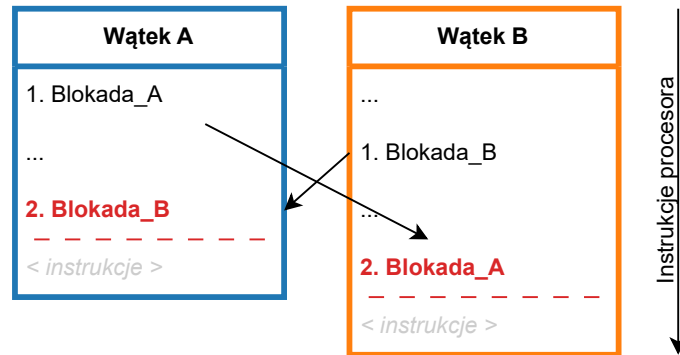 Wątek A
1. Blokada_A
...
2. Blokada_B
< instrukcje >
Wątek B
...
1. Blokada_B
...
2. Blokada_A
< instrukcje >
Instrukcje procesora